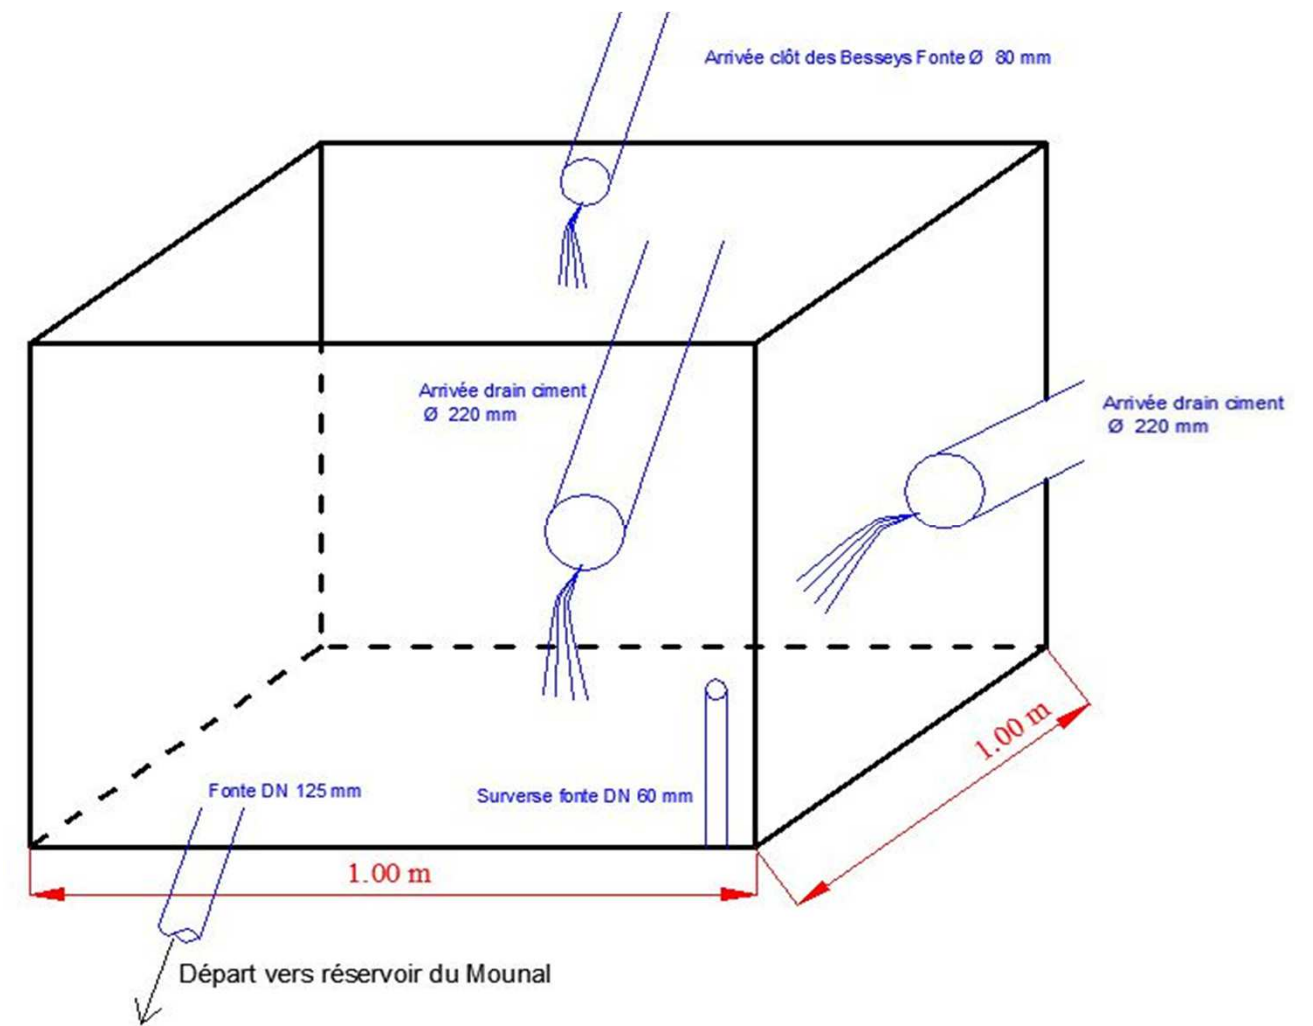 Arrivée clôt des Besseys Fonte Ø 80 mm
Arrivée drain ciment
Ø 220 mm
Arrivée drain ciment
Ø 220 mm
1.00 m
Fonte DN 125 mm
Surverse fonte DN 60 mm
1.00 m
Départ vers réservoir du Mounal